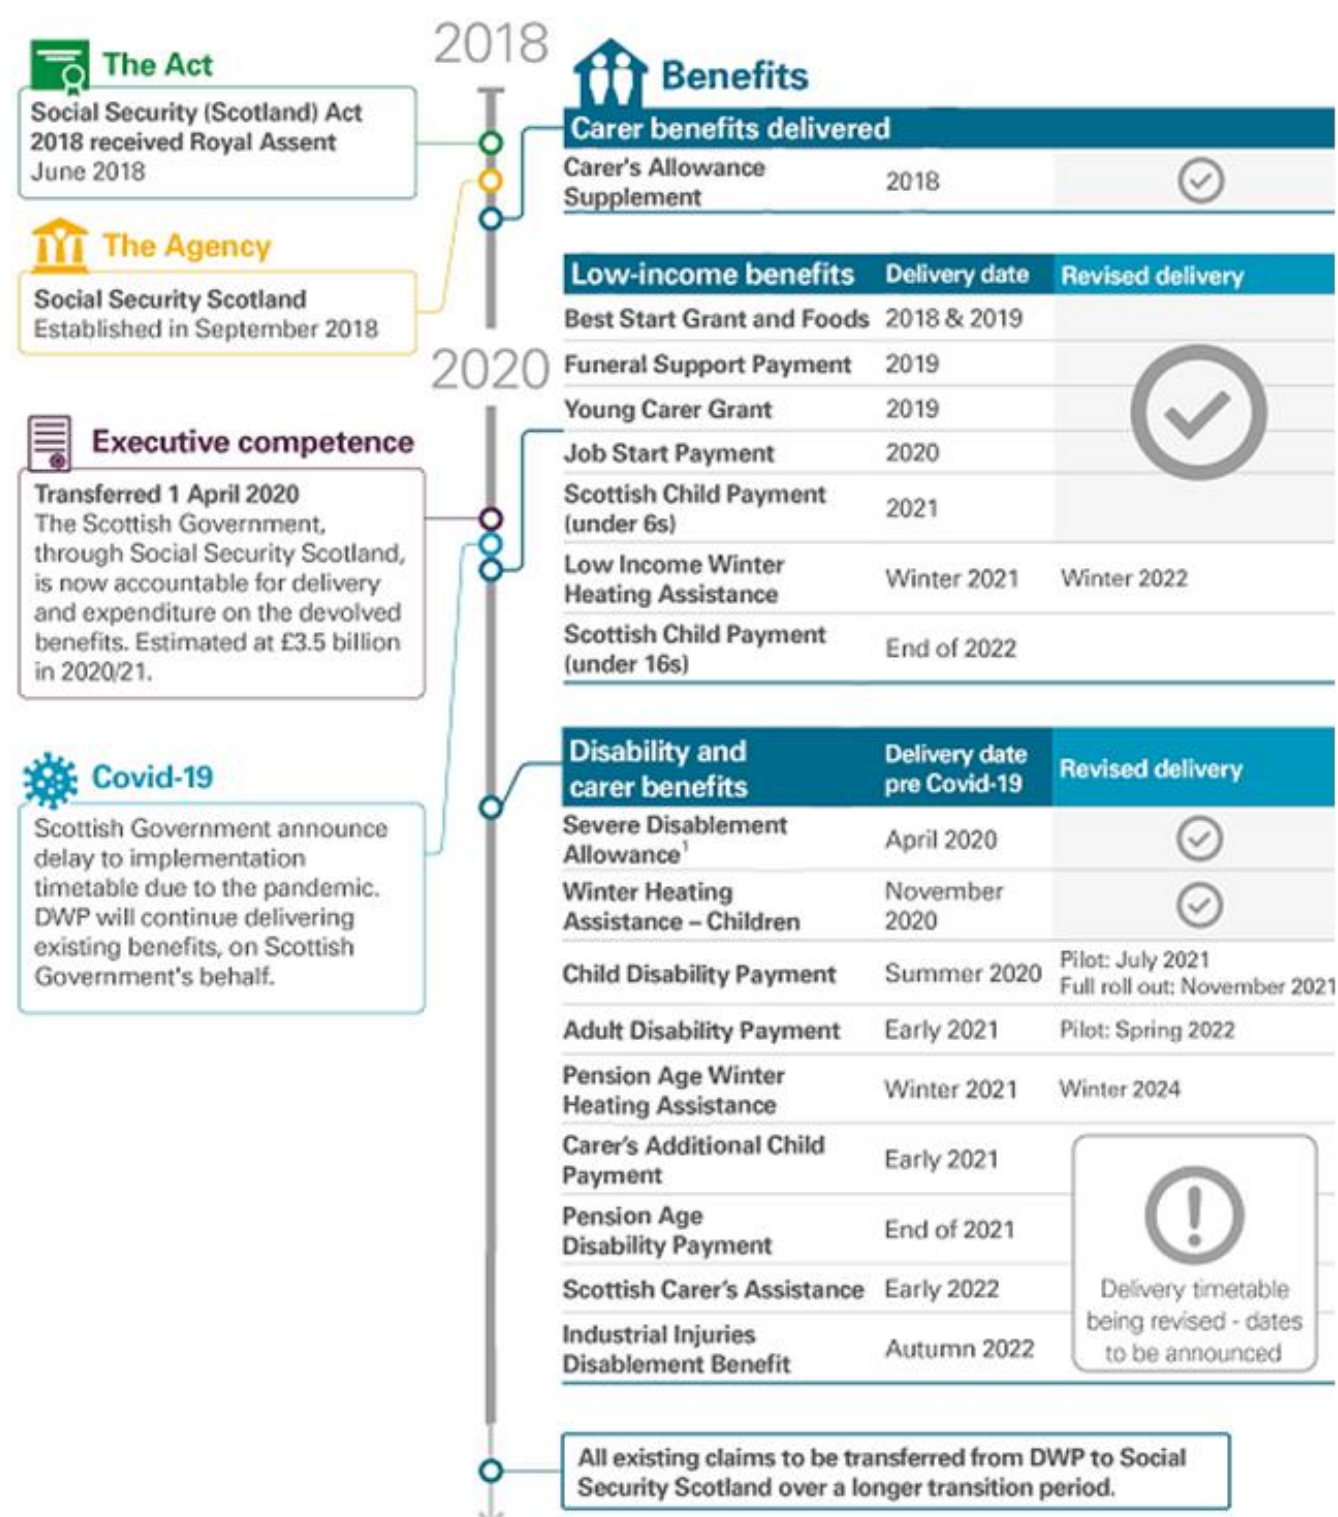 2018
The Act
Social Security (Scotland) Act
2018 received Royal Assent
June 2018
The Agency
Social Security Scotland
Established in September 2018
2020
Executive competence
Transferred 1 April 2020
The Scottish Government,
through Social Security Scotland,
is now accountable for delivery
and expenditure on the devolved
benefits. Estimated at £3.5 billion
in 2020/21.
Covid-19
Scottish Government announce
delay to implementation
timetable due to the pandemic.
DWP will continue delivering
existing benefits, on Scottish
Government's behalf.
Benefits
Carer benefits delivered
Carer's Allowance
Supplement
2018
Low-income benefits Delivery date Revised delivery
Best Start Grant and Foods 2018 & 2019
Funeral Support Payment 2019
Young Carer Grant 2019
Job Start Payment 2020
Scottish Child Payment
(under 6s)
2021
Low Income Winter
Heating Assistance
Winter 2021 Winter 2022
Scottish Child Payment
(under 16s)
End of 2022
Disability and
carer benefits
Delivery date
pre Covid-19
Revised delivery
Severe Disablement
Allowance¹
April 2020
Winter Heating
Assistance – Children
November
2020
Child Disability Payment Summer 2020
Pilot: July 2021
Full roll out: November 2021
Adult Disability Payment Early 2021 Pilot: Spring 2022
Pension Age Winter
Heating Assistance
Winter 2021 Winter 2024
Carer's Additional Child
Payment
Early 2021
Pension Age
Disability Payment
End of 2021
Scottish Carer's Assistance Early 2022
Industrial Injuries
Disablement Benefit
Autumn 2022
Delivery timetable
being revised - dates
to be announced
All existing claims to be transferred from DWP to Social
Security Scotland over a longer transition period.